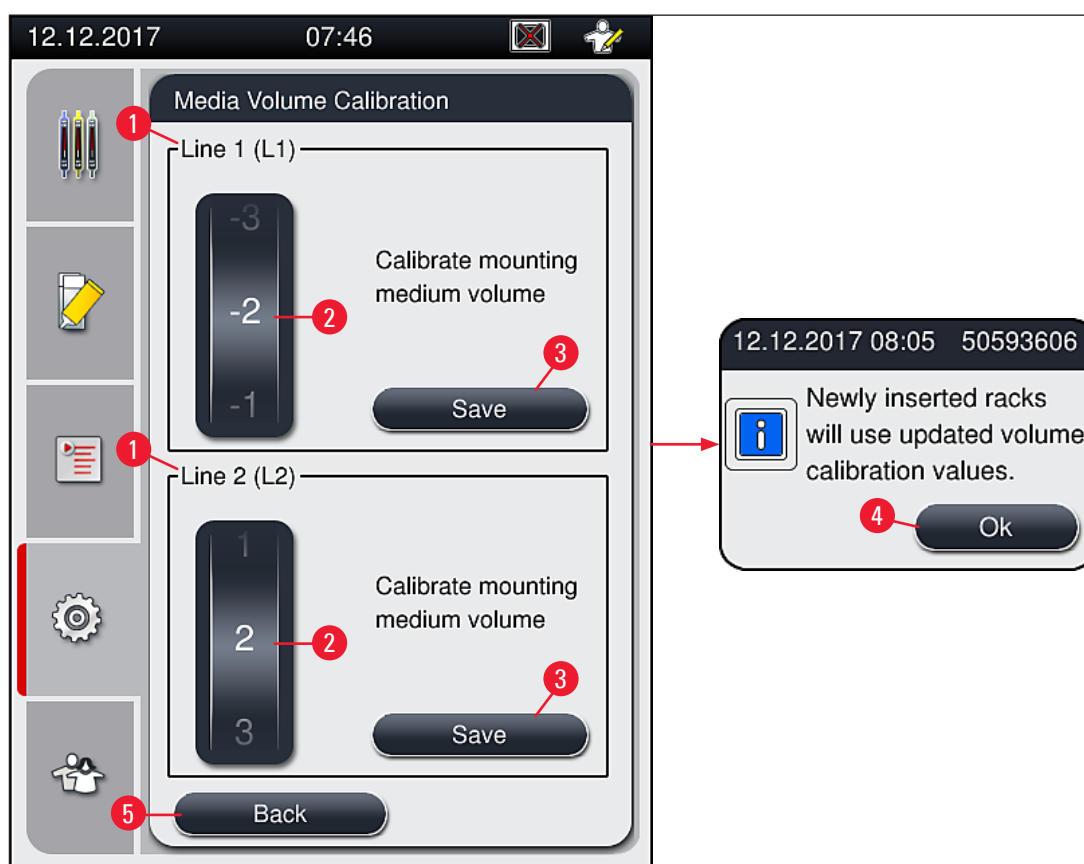 12.12.2017 07:46
Media Volume Calibration
1
Line 1 (L1)
-3
-2
-1
2
Calibrate mounting
medium volume
3
Save
1
Line 2 (L2)
1
2
3
2
Calibrate mounting
medium volume
3
Save
5
Back
12.12.2017 08:05 50593606
Newly inserted racks
will use updated volume
calibration values.
4
Ok